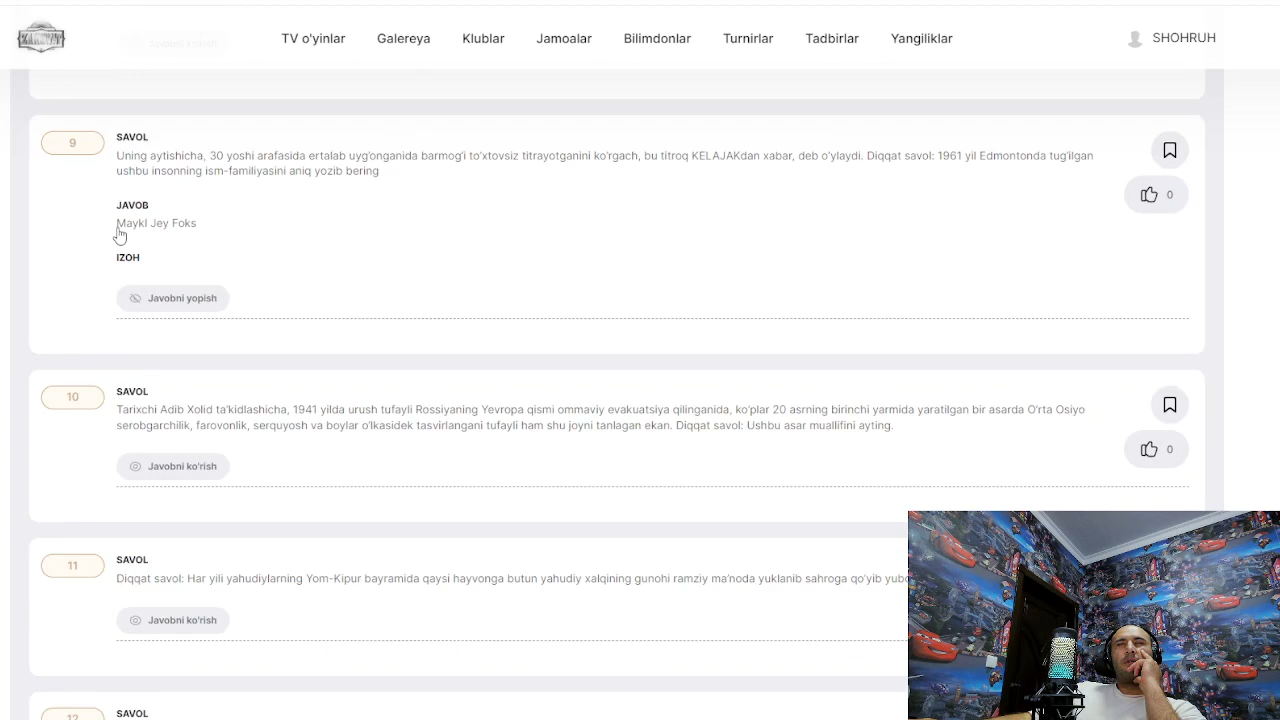 ZAKOVAT
TV o'yinlar
Galereya
Klublar
Jamoalar
Bilimdonlar
Turnirlar
Tadbirlar
Yangiliklar
SHOHRUH
9
SAVOL
Uning aytishicha, 30 yoshi arafasida ertalab uyg'onganida barmog'i to'xtovsiz titrayotganini ko'rgach, bu titroq KELAJAKdan xabar, deb o'ylaydi. Diqqat savol: 1961 yil Edmontonda tug'ilgan
ushbu insonning ism-familiyasini aniq yozib bering
0
JAVOB
Maykl Jey Foks
IZOH
Javobni yopish
10
SAVOL
Tarixchi Adib Xolid ta'kidlashicha, 1941 yilda urush tufayli Rossiyaning Yevropa qismi ommaviy evakuatsiya qilinganida, ko'plar 20 asrning birinchi yarmida yaratilgan bir asarda O'rta Osiyo
serobgarchilik, farovonlik, serquyosh va boylar o'lkasidek tasvirlangani tufayli ham shu joyni tanlagan ekan. Diqqat savol: Ushbu asar muallifini ayting.
0
Javobni ko'rish
11
SAVOL
Diqqat savol: Har yili yahudiylarning Yom-Kipur bayramida qaysi hayvonga butun yahudiy xalqining gunohi ramziy ma'noda yuklanib sahroga qo'yib yubo
Javobni ko'rish
12
SAVOL